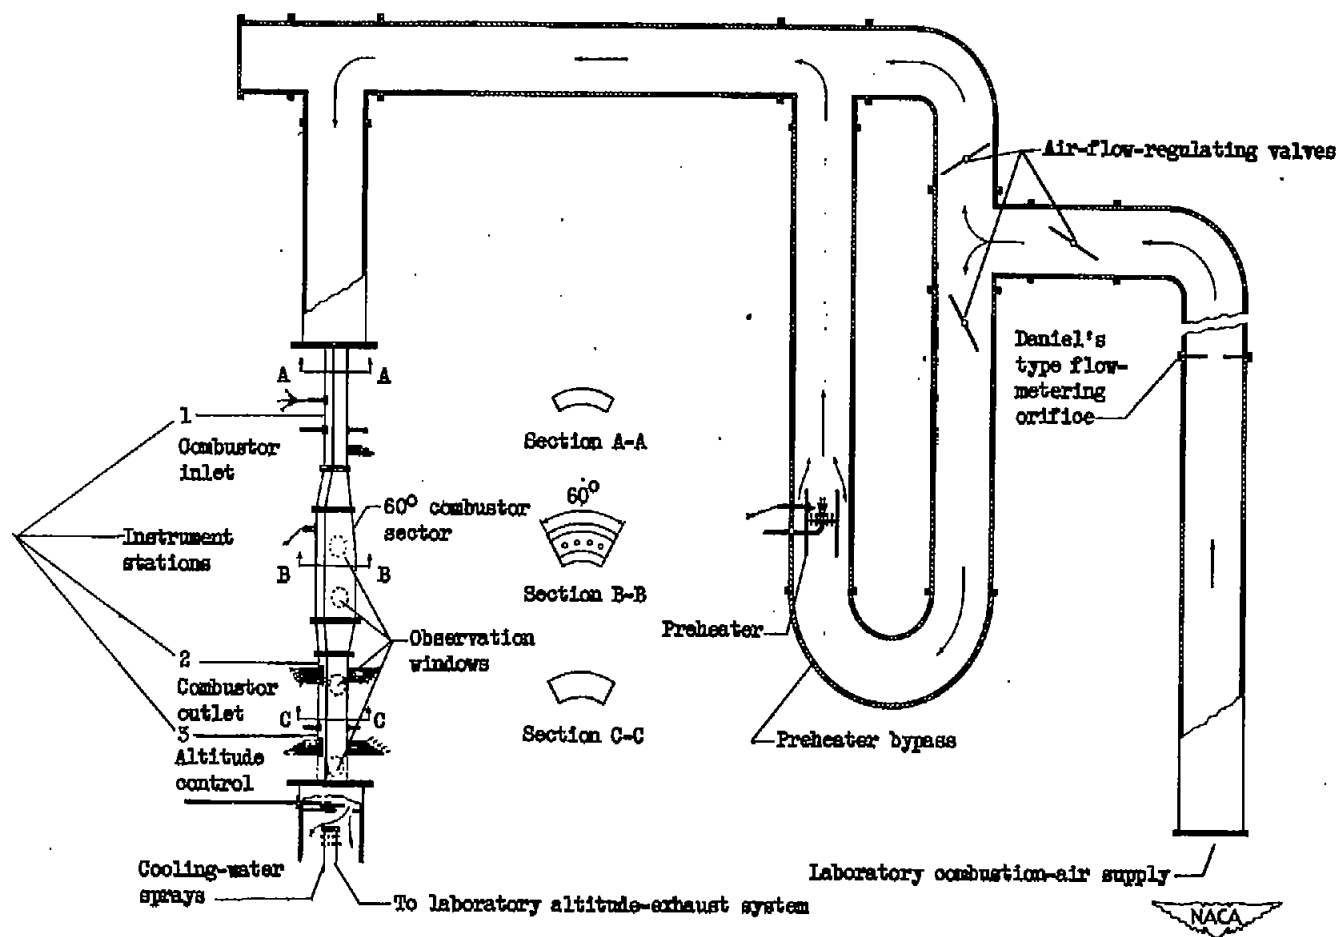 Air-flow-regulating valves
Daniel's
type flow-
metering
orifice
A
A
1
Combustor
inlet
Section A-A
60°
60° combustor
sector
Instrument
stations
B
B
Section B-B
Preheater
Observation
windows
2
Combustor
outlet
C
C
3
Section C-C
Preheater bypass
Altitude
control
Cooling-water
sprays
Laboratory combustion-air supply
To laboratory altitude-exhaust system
NACA